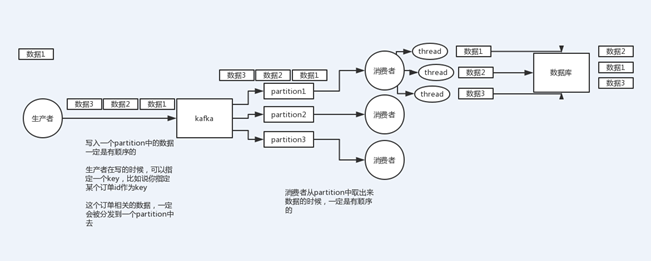 数据1
生产者
数据3
数据2
数据1
kafka
数据3
数据2
数据1
partition1
partition2
partition3
消费者
消费者
消费者
thread
thread
thread
数据1
数据2
数据3
数据库
数据2
数据1
数据3
写入一个partition中的数据
一定是有顺序的
生产者在写的时候，可以指
定一个key，比如说你指定
某个订单id作为key
这个订单相关的数据，一定
会被分发到一个partition中
去
消费者从partition中取出来
数据的时候，一定是有顺序
的